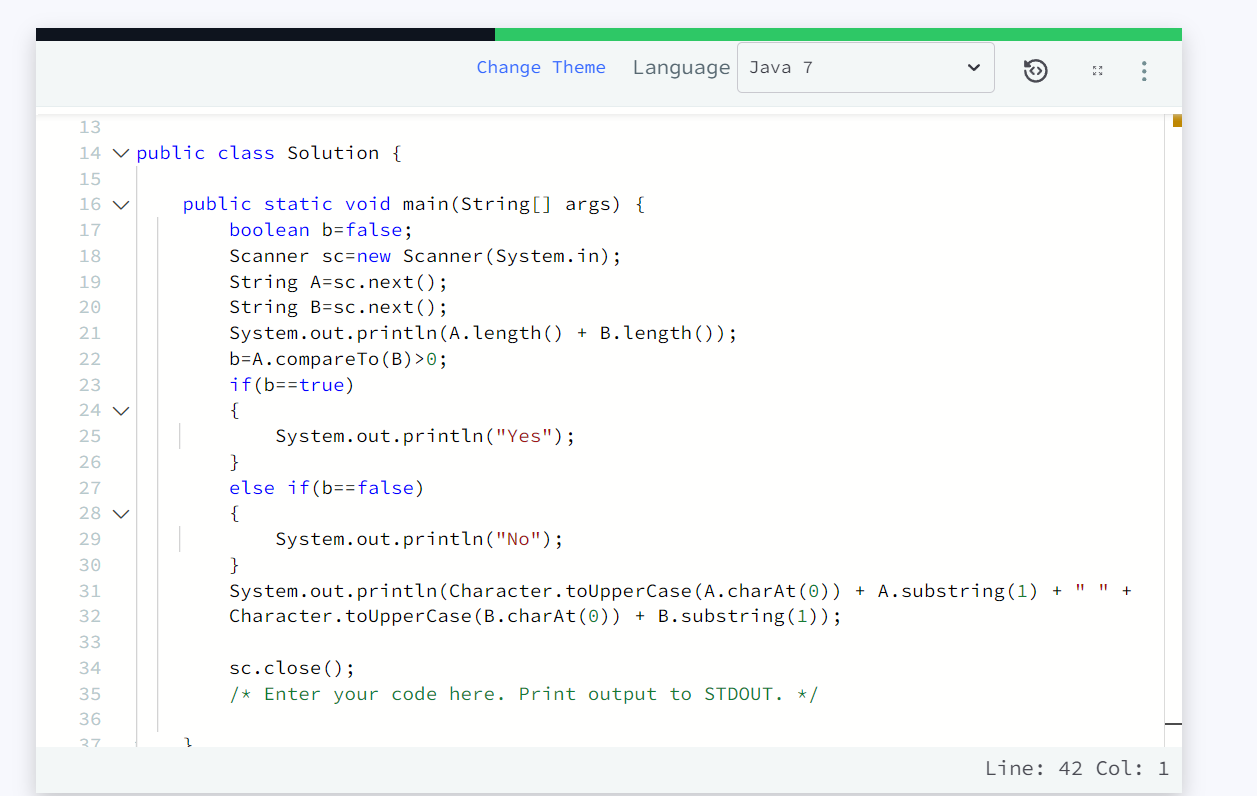 Change Theme Language Java 7
13
14 public class Solution {
15
16     public static void main(String[] args) {
17         boolean b=false;
18         Scanner sc=new Scanner(System.in);
19         String A=sc.next();
20         String B=sc.next();
21         System.out.println(A.length() + B.length());
22         b=A.compareTo(B)>0;
23         if(b==true)
24         {
25             System.out.println("Yes");
26         }
27         else if(b==false)
28         {
29             System.out.println("No");
30         }
31         System.out.println(Character.toUpperCase(A.charAt(0)) + A.substring(1) + " " +
32         Character.toUpperCase(B.charAt(0)) + B.substring(1));
33
34         sc.close();
35         /* Enter your code here. Print output to STDOUT. */
36
37     }
Line: 42 Col: 1